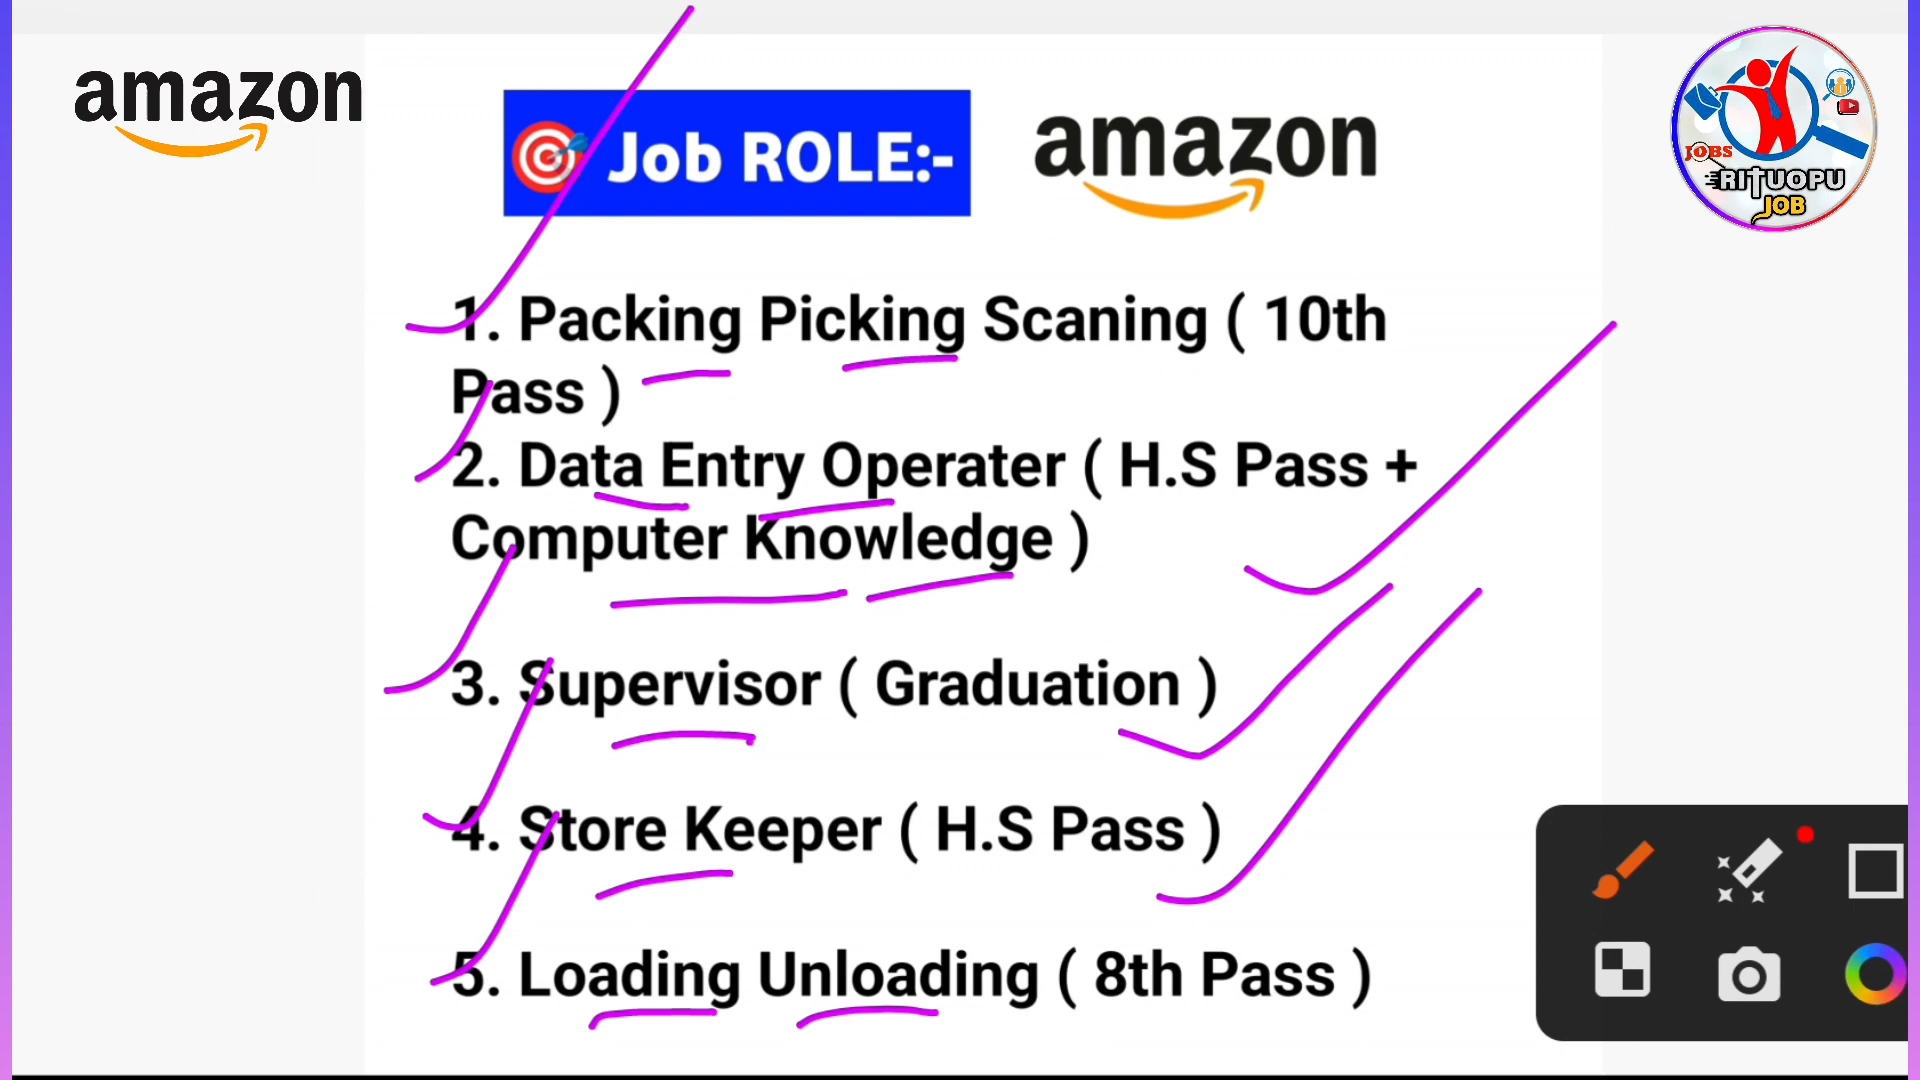 amazon
Job ROLE:-
amazon
JOBS
RITUOPU
JOB
1. Packing Picking Scaning ( 10th
Pass )
2. Data Entry Operater ( H.S Pass +
Computer Knowledge )
3. Supervisor ( Graduation )
4. Store Keeper ( H.S Pass )
5. Loading Unloading ( 8th Pass )